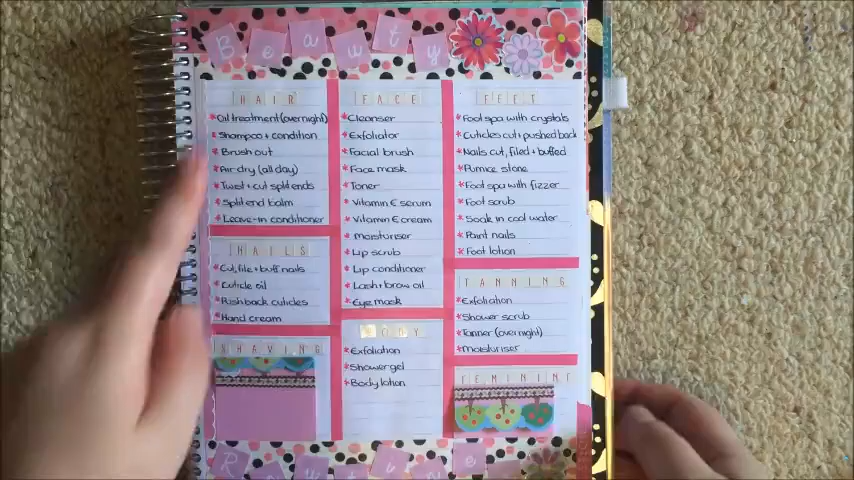 Beauty
HAIR
*Oil treatment (overnight)
*Shampoo + condition
*Brush out
*Air dry (all day)
*Twist + cut split ends
*Split end balm
*Leave-in conditioner
NAILS
*Cut, file + buff nails
*Cuticle oil
*Push back cuticles
*Hand cream
SHAVING
FACE
*Cleanser
*Exfoliator
*Facial brush
*Face mask
*Toner
*Vitamin E serum
*Vitamin E cream
*Moisturiser
*Lip scrub
*Lip conditioner
*Lash + brow oil
*Eye mask
BODY
*Exfoliation
*Shower gel
*Body lotion
FEET
*Foot spa with crystals
*Cuticles cut + pushed back
*Nails cut, filed + buffed
*Pumice stone
*Foot spa with fizzer
*Foot scrub
*Soak in cool water
*Paint nails
*Foot lotion
TANNING
*Exfoliation
*Shower scrub
*Tanner (overnight)
*Moisturiser
FEMININE
Routine